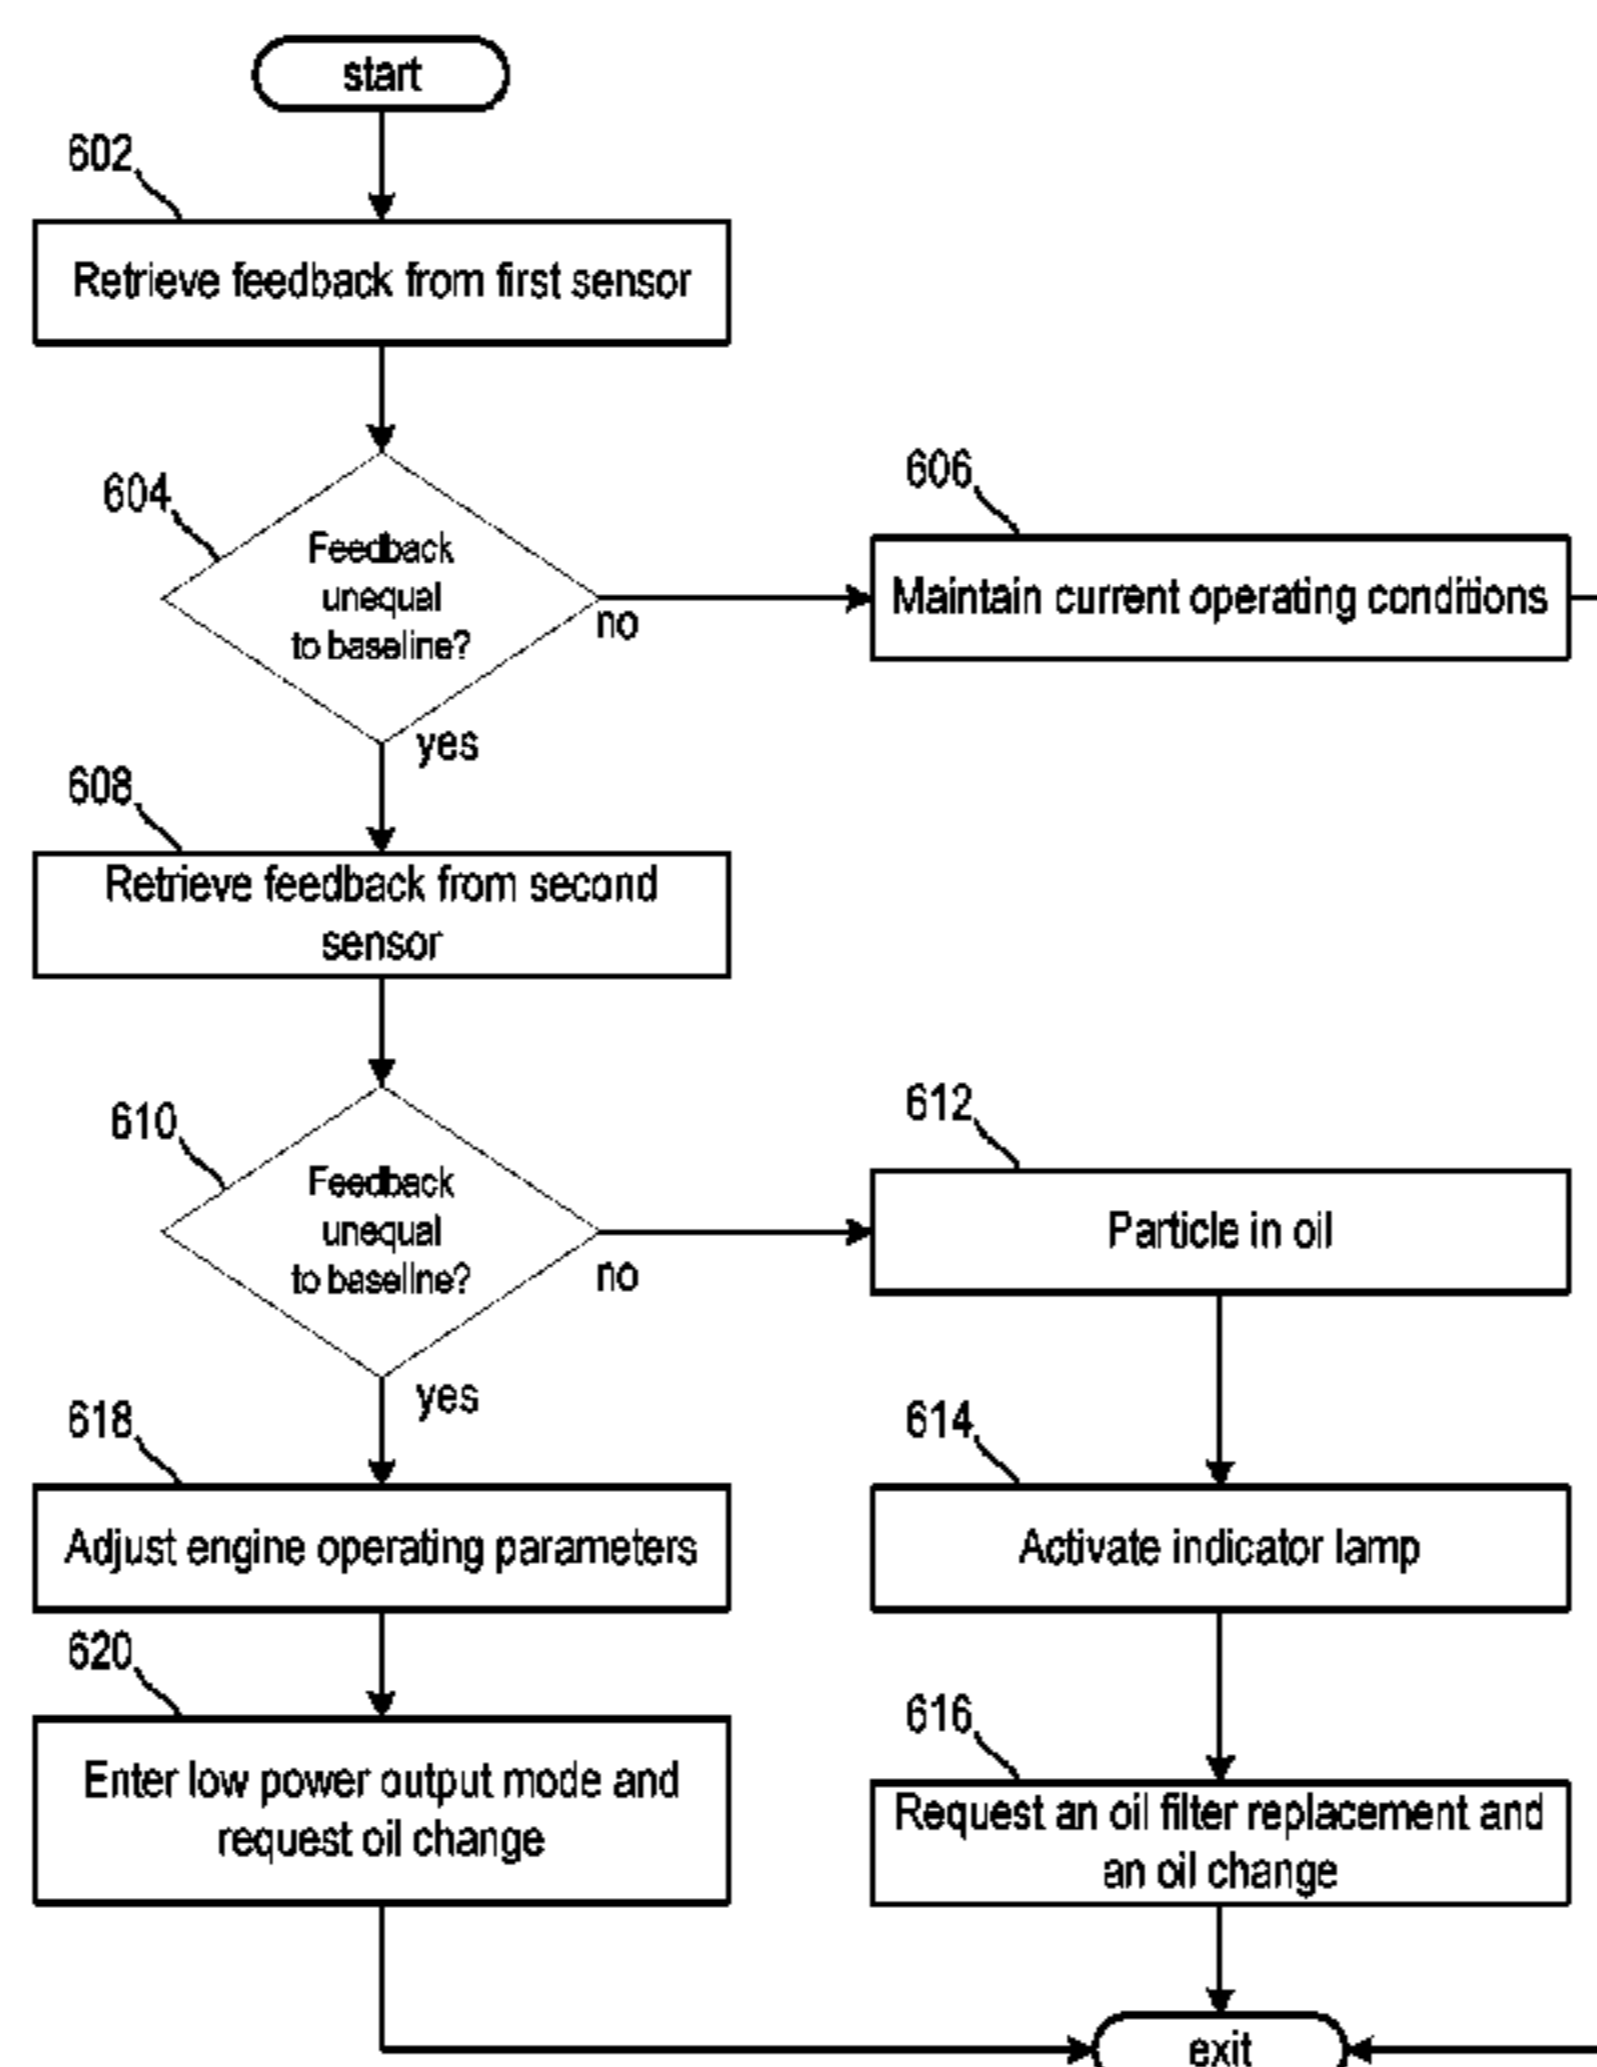 start
602
Retrieve feedback from first sensor
604
Feedback
unequal
to baseline?
no
606
Maintain current operating conditions
yes
608
Retrieve feedback from second
sensor
610
Feedback
unequal
to baseline?
no
612
Particle in oil
yes
618
Adjust engine operating parameters
614
Activate indicator lamp
620
Enter low power output mode and
request oil change
616
Request an oil filter replacement and
an oil change
exit